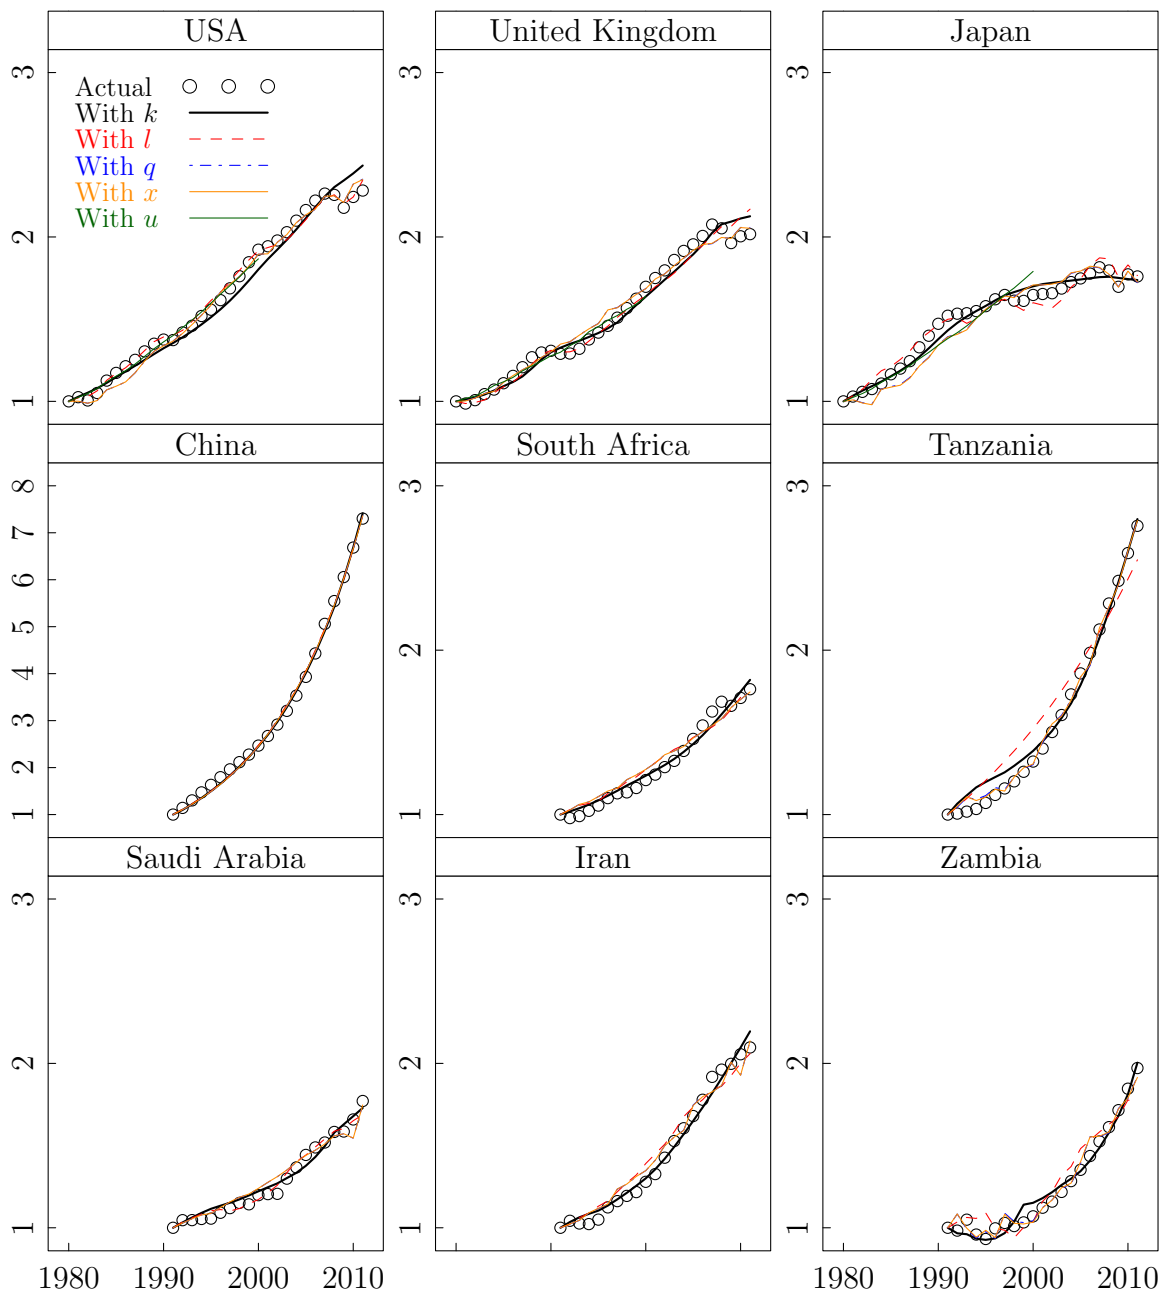 USA
United Kingdom
Japan
3
2
1
Actual
With k
With l
With q
With x
With u
3
2
1
3
2
1
China
South Africa
Tanzania
8
7
6
5
4
3
2
1
3
2
1
3
2
1
Saudi Arabia
Iran
Zambia
3
2
1
3
2
1
3
2
1
1980 1990 2000 2010
1980 1990 2000 2010